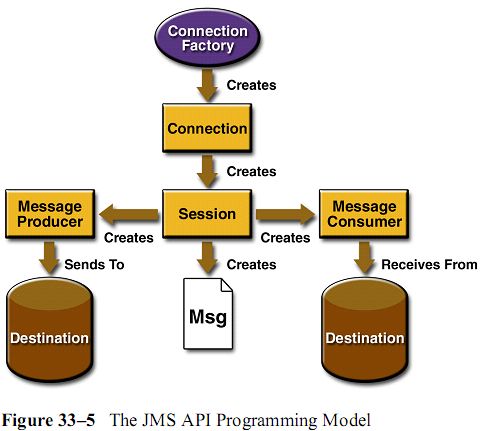 Connection
Factory
Creates
Connection
Creates
Message
Producer
Session
Message
Consumer
Creates
Creates
Sends To
Creates
Receives From
Destination
Msg
Destination
Figure 33–5 The JMS API Programming Model